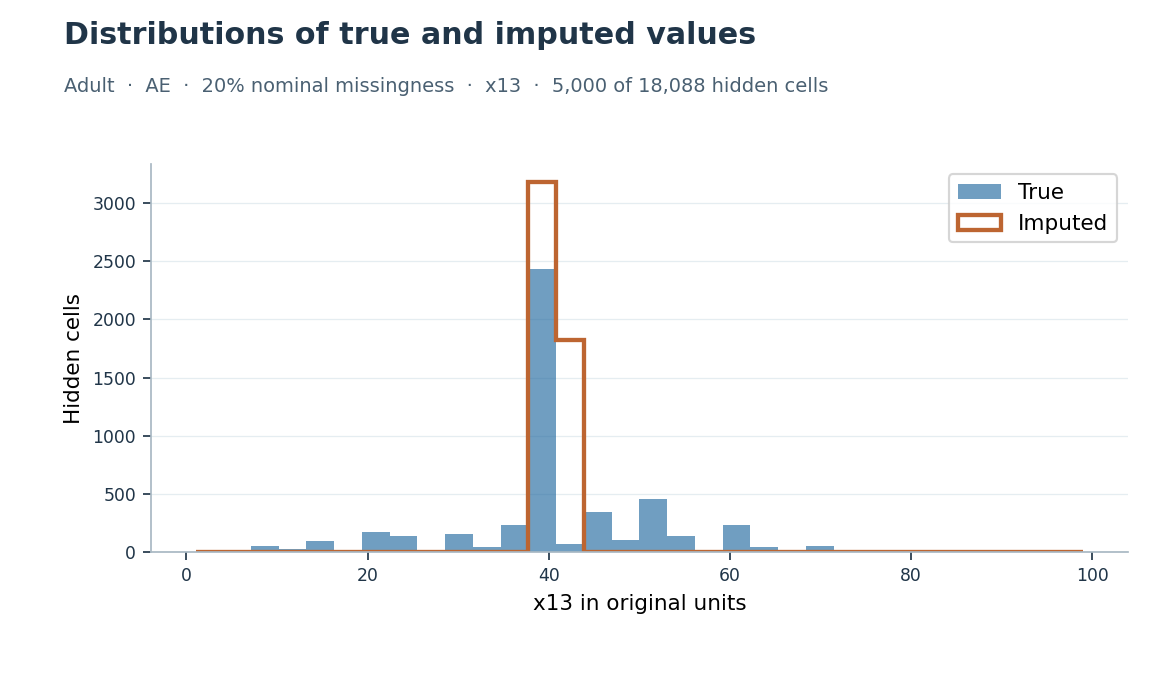 Distributions of true and imputed values
Adult · AE · 20% nominal missingness · x13 · 5,000 of 18,088 hidden cells
True
Imputed
Hidden cells
3000
2500
2000
1500
1000
500
0
0 20 40 60 80 100
x13 in original units